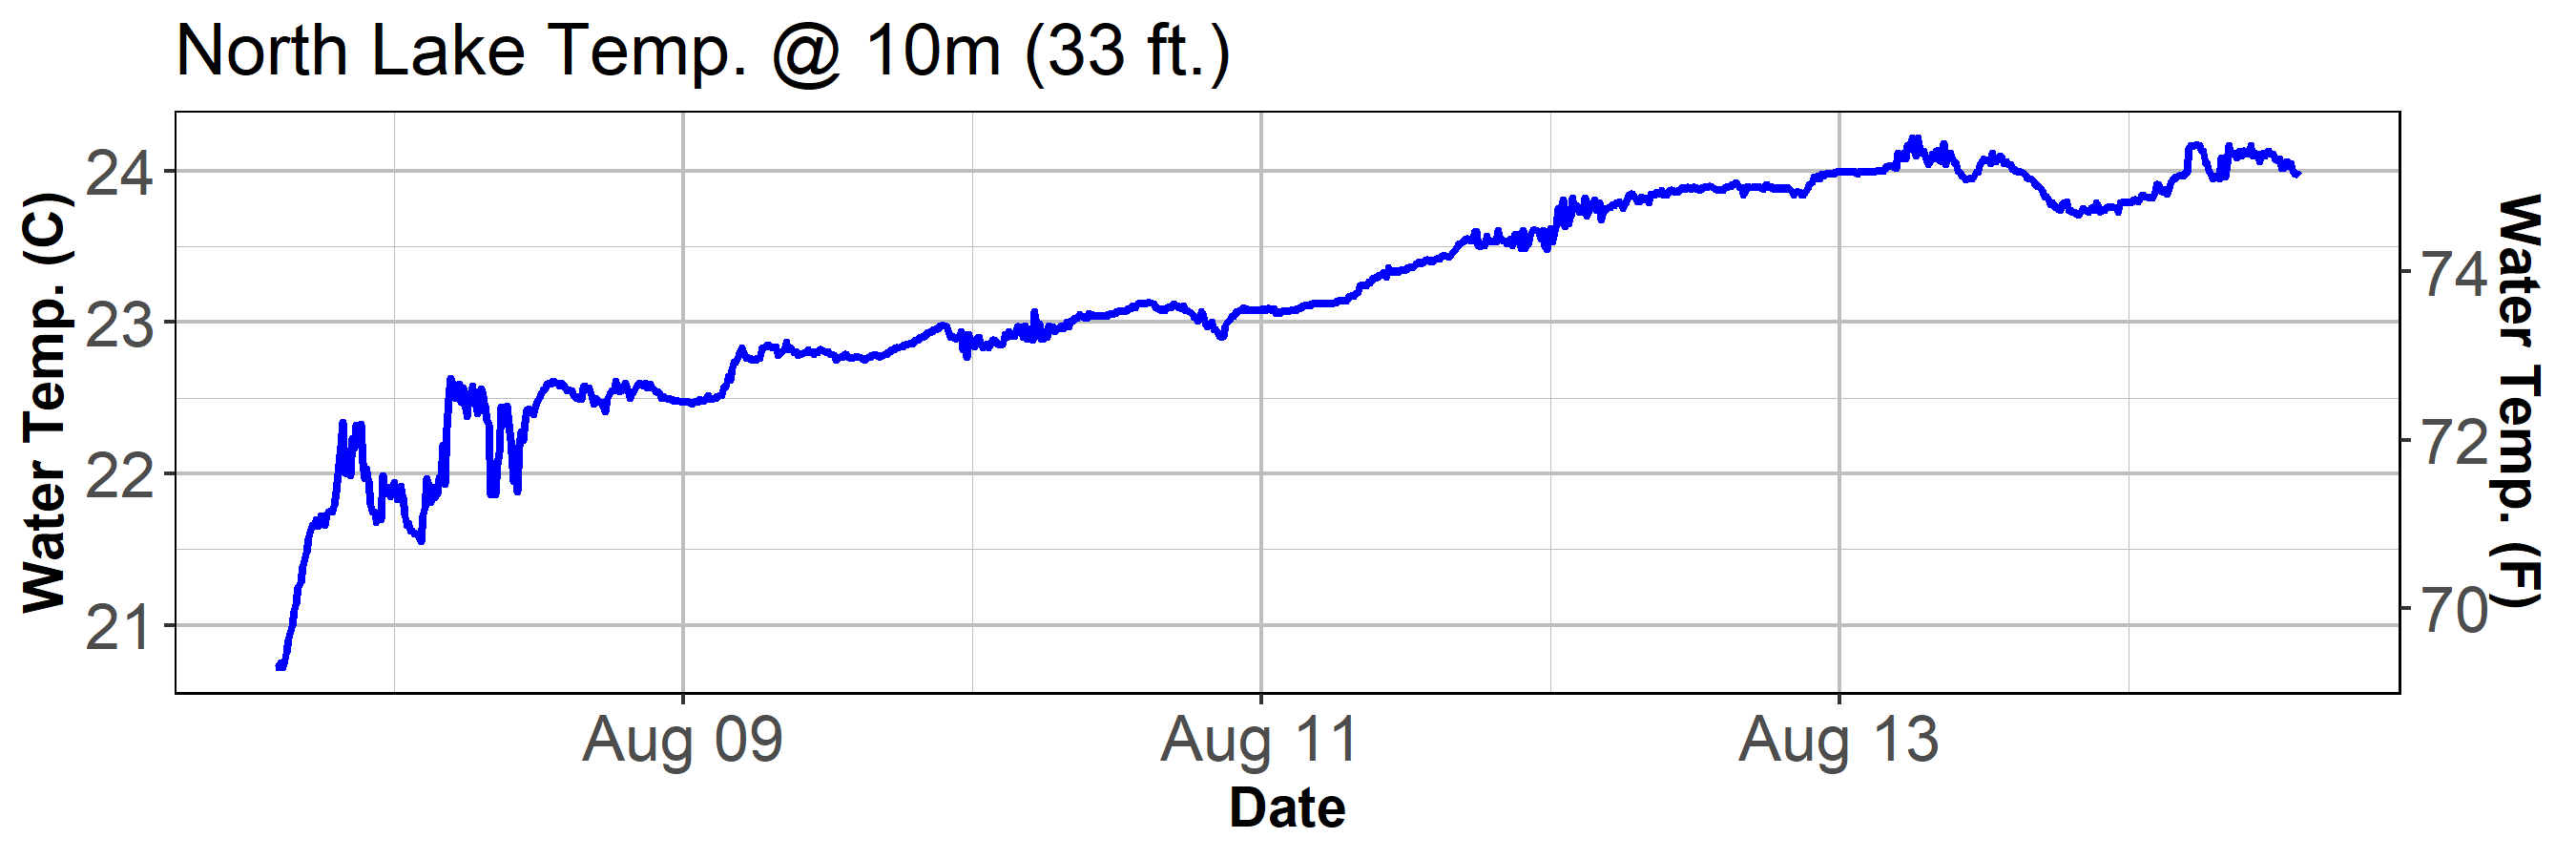 North Lake Temp. @ 10m (33 ft.)
Water Temp. (C)
24
23
22
21
74
72
70
Water Temp. (F)
Aug 09
Aug 11
Aug 13
Date